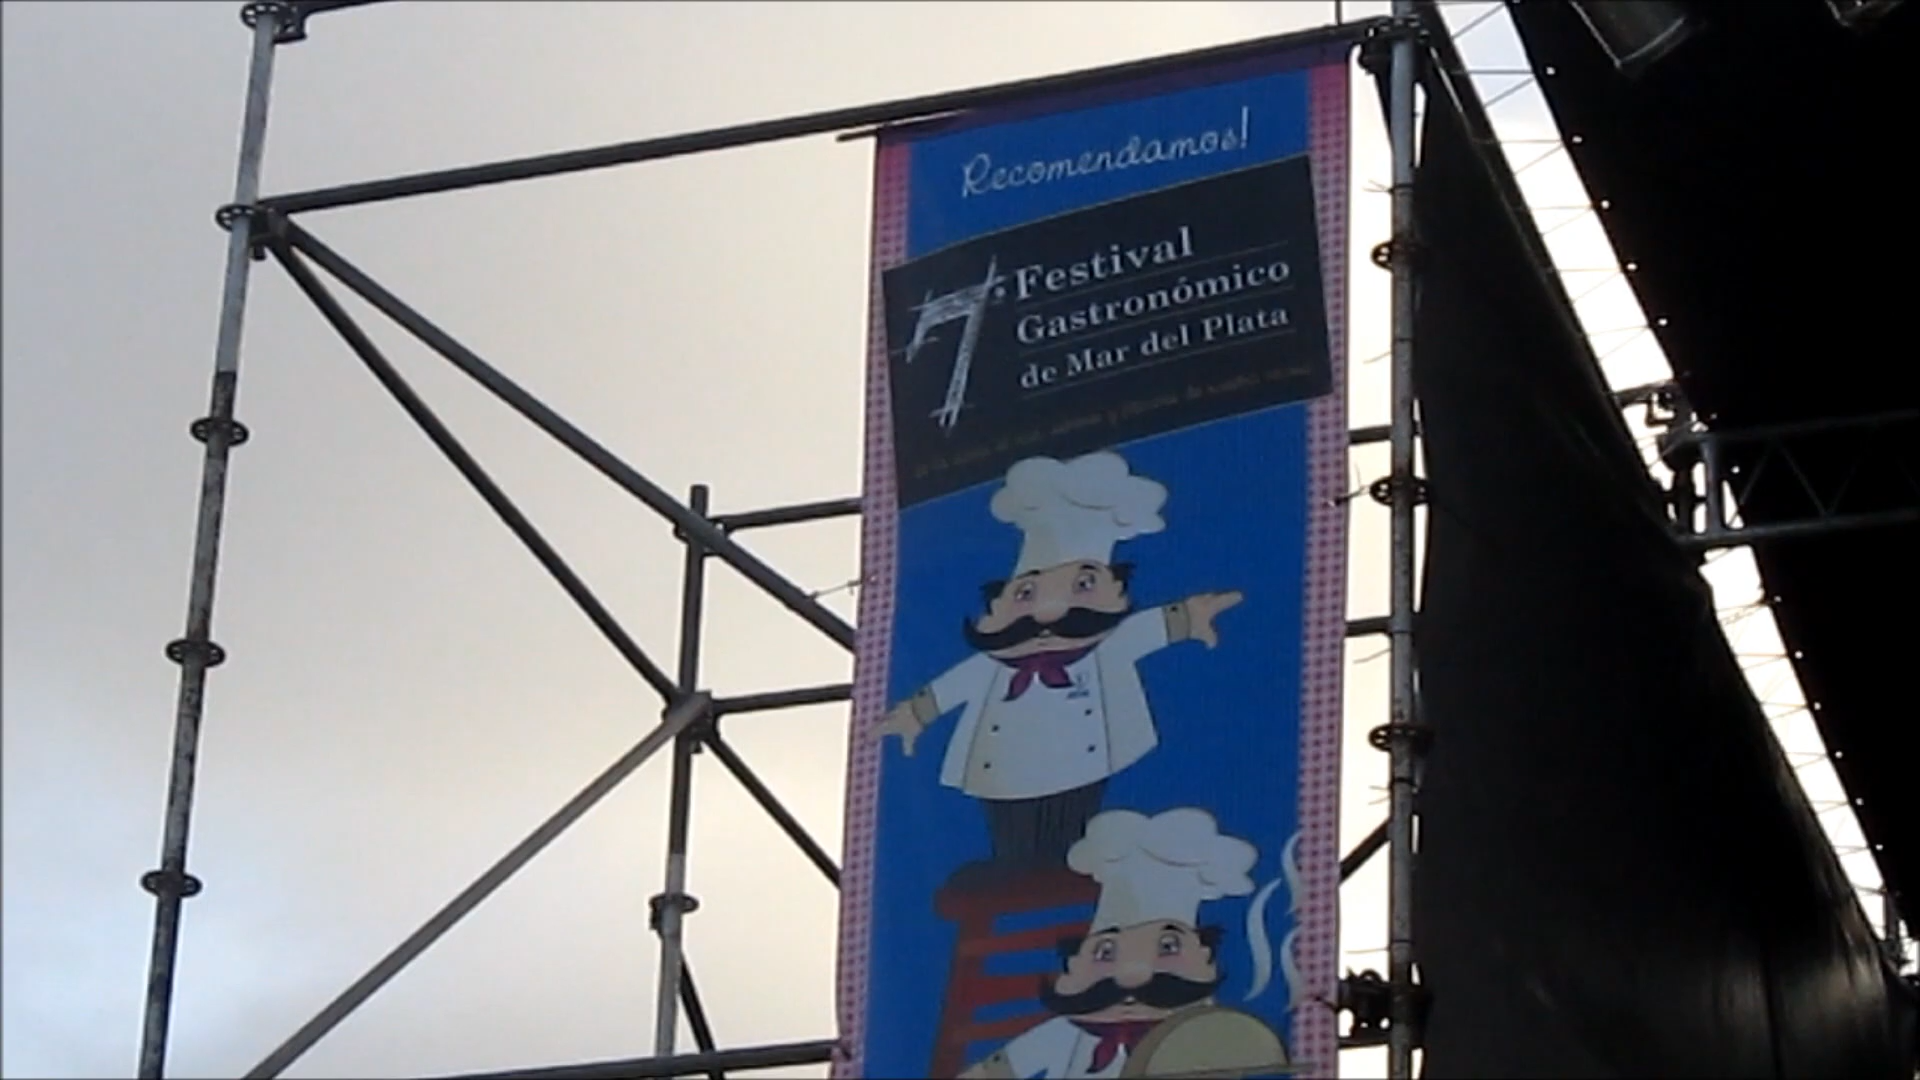 Recomendamos!
7° Festival
Gastronómico
de Mar del Plata